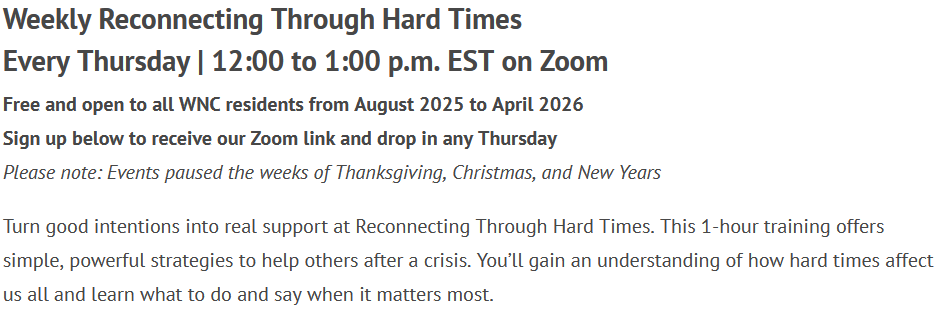 Weekly Reconnecting Through Hard Times
Every Thursday | 12:00 to 1:00 p.m. EST on Zoom
Free and open to all WNC residents from August 2025 to April 2026
Sign up below to receive our Zoom link and drop in any Thursday
Please note: Events paused the weeks of Thanksgiving, Christmas, and New Years
Turn good intentions into real support at Reconnecting Through Hard Times. This 1-hour training offers
simple, powerful strategies to help others after a crisis. You’ll gain an understanding of how hard times affect
us all and learn what to do and say when it matters most.